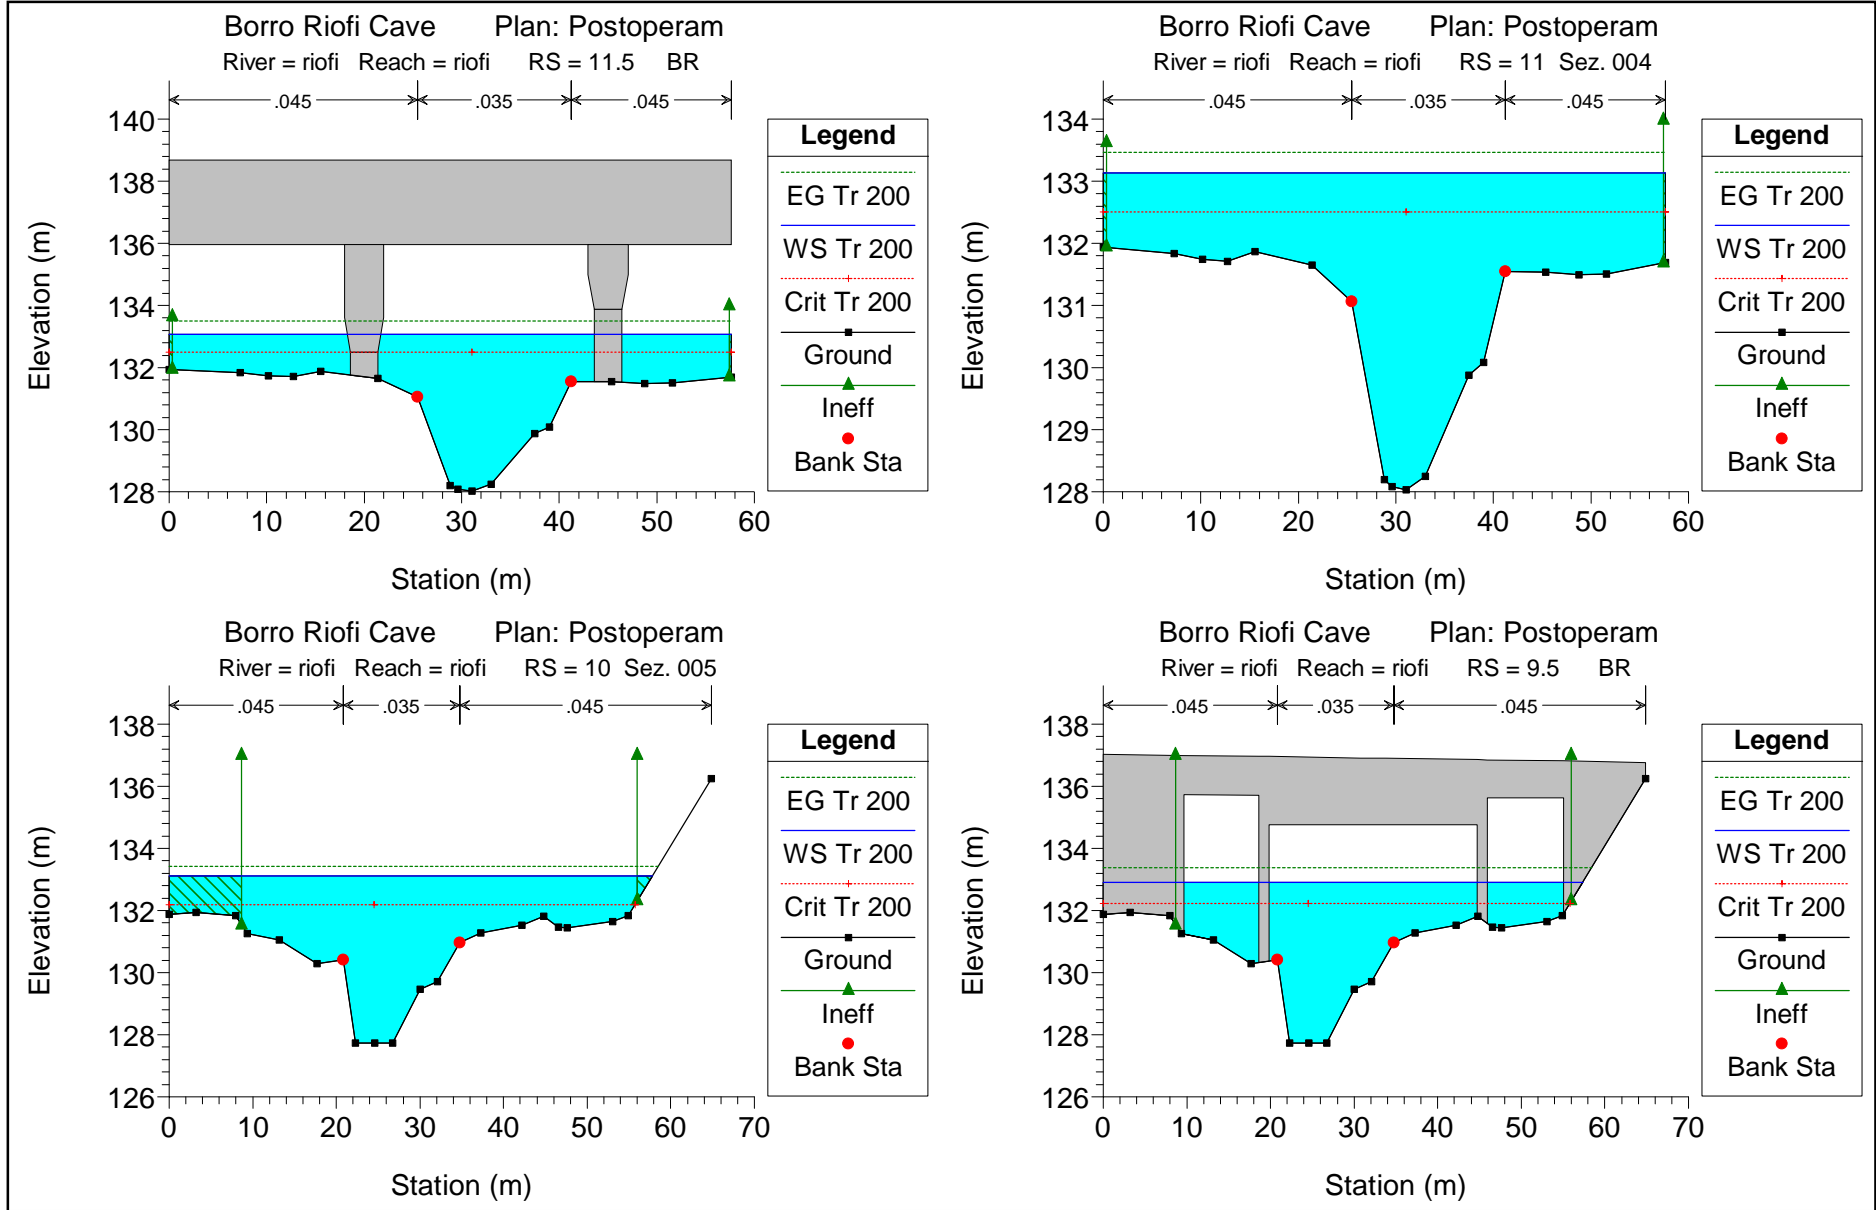 Borro Riofi Cave Plan: Postoperam
River = riofi Reach = riofi RS = 11.5 BR
.045 .035 .045
140
138
136
134
132
130
128
0 10 20 30 40 50 60
Elevation (m)
Station (m)
Legend
EG Tr 200
WS Tr 200
Crit Tr 200
Ground
Ineff
Bank Sta
Borro Riofi Cave Plan: Postoperam
River = riofi Reach = riofi RS = 11 Sez. 004
.045 .035 .045
134
133
132
131
130
129
128
0 10 20 30 40 50 60
Elevation (m)
Station (m)
Legend
EG Tr 200
WS Tr 200
Crit Tr 200
Ground
Ineff
Bank Sta
Borro Riofi Cave Plan: Postoperam
River = riofi Reach = riofi RS = 10 Sez. 005
.045 .035 .045
138
136
134
132
130
128
126
0 10 20 30 40 50 60 70
Elevation (m)
Station (m)
Legend
EG Tr 200
WS Tr 200
Crit Tr 200
Ground
Ineff
Bank Sta
Borro Riofi Cave Plan: Postoperam
River = riofi Reach = riofi RS = 9.5 BR
.045 .035 .045
138
136
134
132
130
128
126
0 10 20 30 40 50 60 70
Elevation (m)
Station (m)
Legend
EG Tr 200
WS Tr 200
Crit Tr 200
Ground
Ineff
Bank Sta